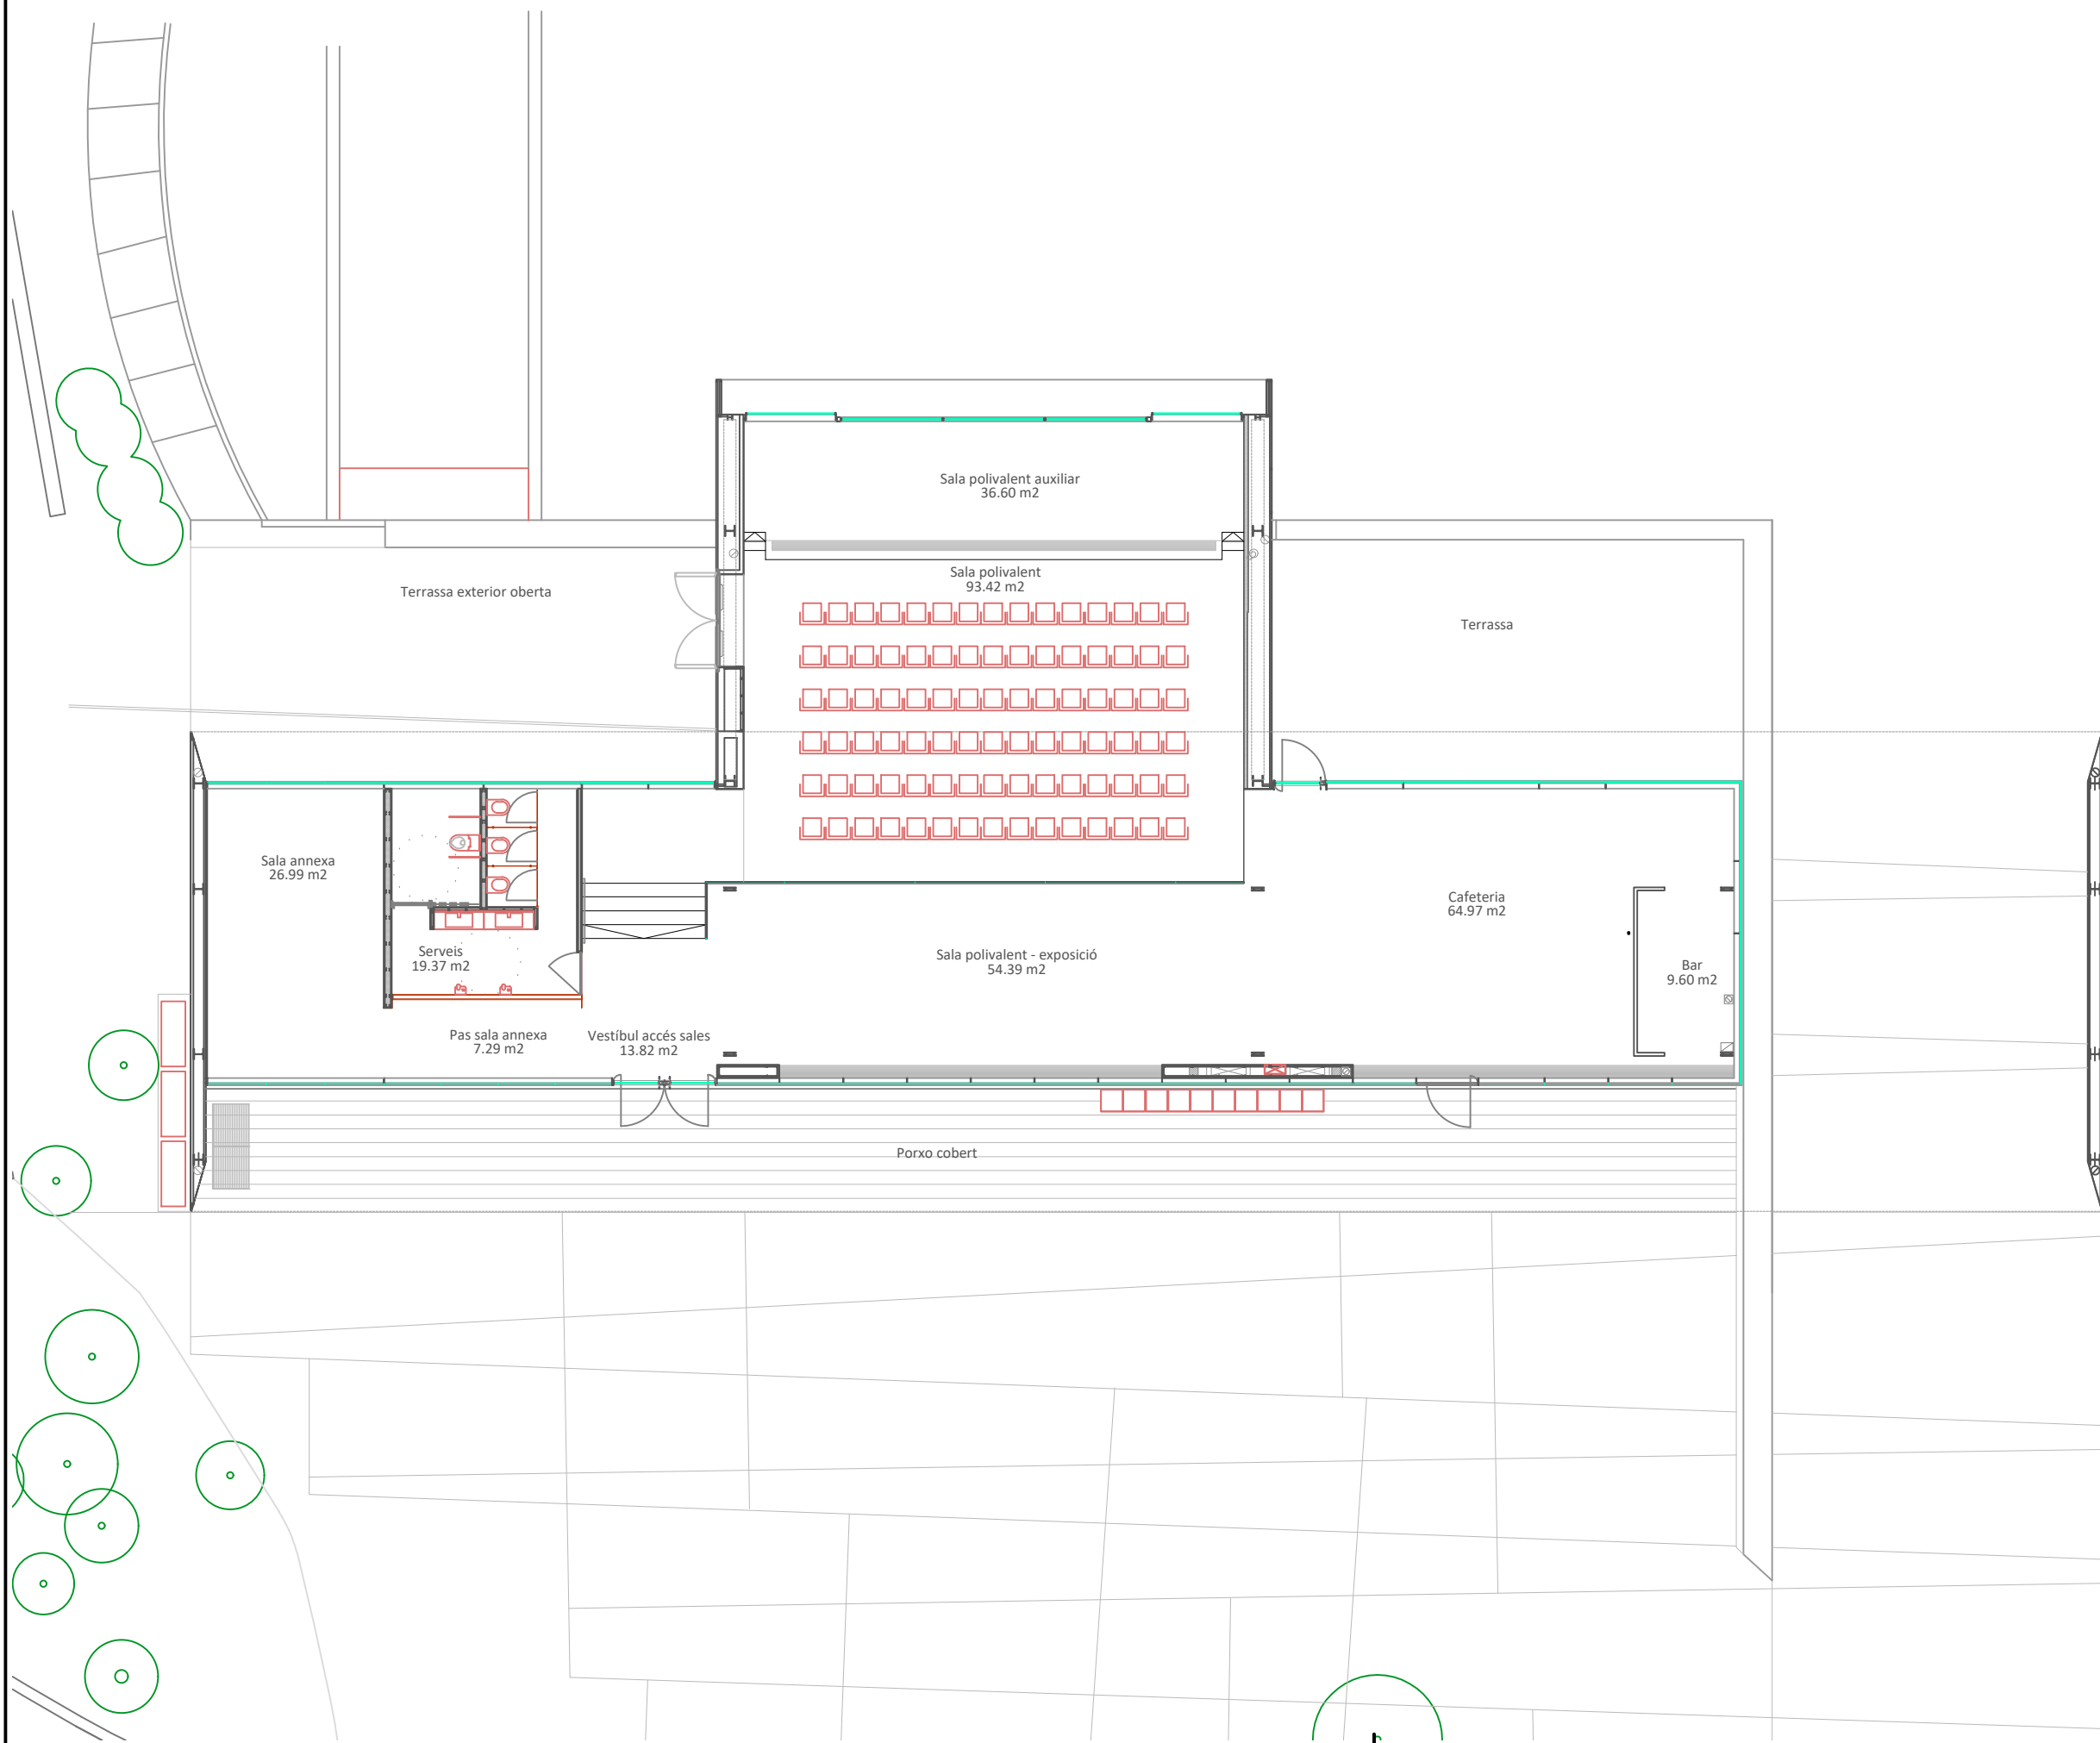 Sala polivalent auxiliar
36.60 m2
Sala polivalent
93.42 m2
Terrassa exterior oberta
Terrassa
Sala annexa
26.99 m2
Cafeteria
64.97 m2
Serveis
19.37 m2
Sala polivalent - exposició
54.39 m2
Bar
9.60 m2
Pas sala annexa
7.29 m2
Vestíbul accés sales
13.82 m2
Porxo cobert